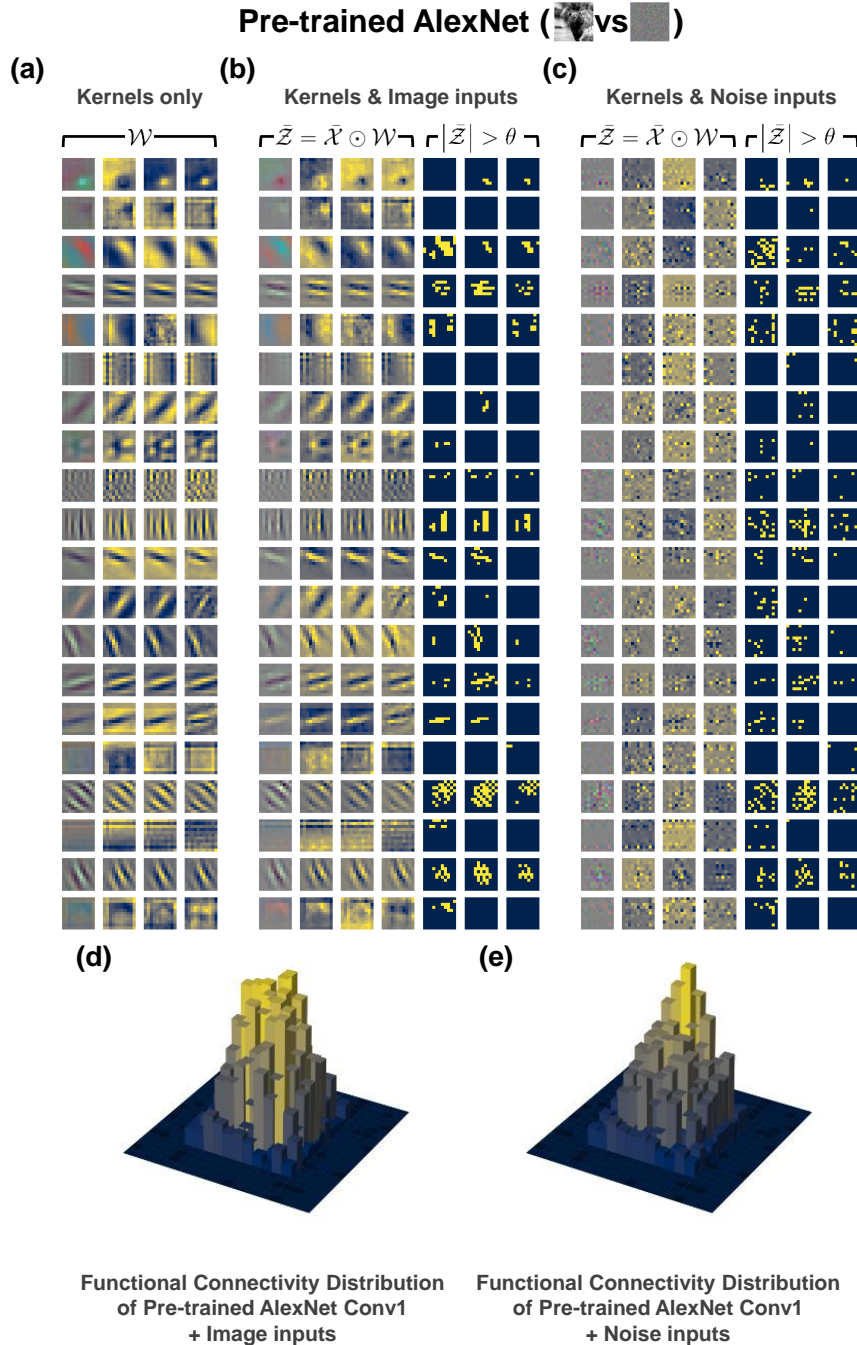 Pre-trained AlexNet ( vs )
(a) (b) (c)
Kernels only Kernels & Image inputs Kernels & Noise inputs
𝒲 Z̄ = X̄ ⊙ 𝒲 |Z̄| > θ Z̄ = X̄ ⊙ 𝒲 |Z̄| > θ
(d) (e)
Functional Connectivity Distribution
of Pre-trained AlexNet Conv1
+ Image inputs
Functional Connectivity Distribution
of Pre-trained AlexNet Conv1
+ Noise inputs